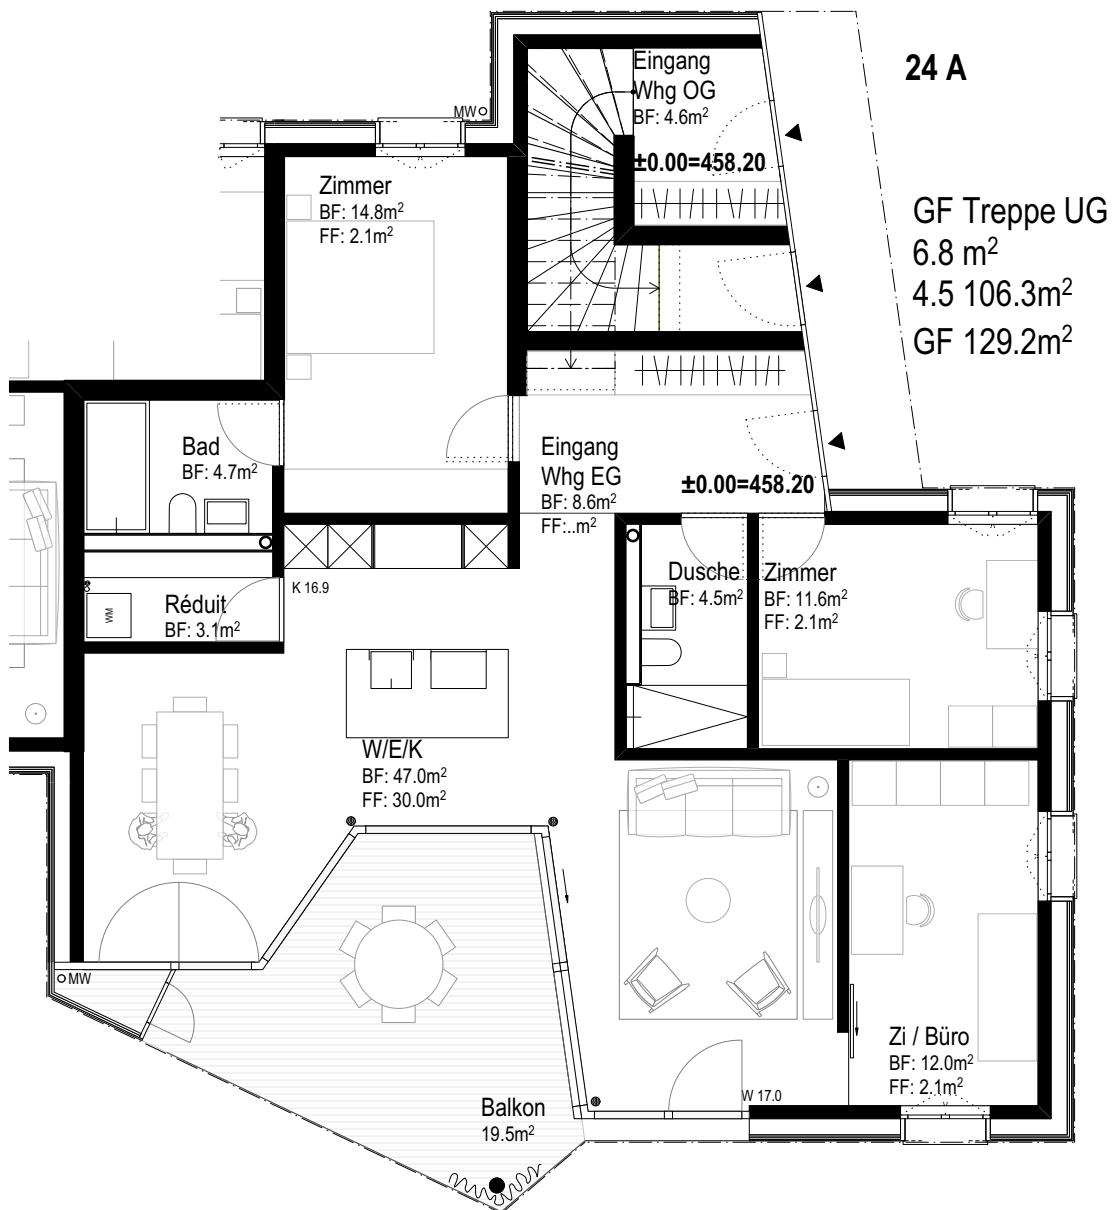 24 A
Eingang
Whg OG
BF: 4.6m²
±0.00=458.20
MW
GF Treppe UG
6.8 m²
4.5 106.3m²
GF 129.2m²
Zimmer
BF: 14.8m²
FF: 2.1m²
Bad
BF: 4.7m²
Eingang
Whg EG
BF: 8.6m²
FF:..m²
±0.00=458.20
K 16.9
WM
Réduit
BF: 3.1m²
Dusche
BF: 4.5m²
Zimmer
BF: 11.6m²
FF: 2.1m²
W/E/K
BF: 47.0m²
FF: 30.0m²
MW
Zi / Büro
BF: 12.0m²
FF: 2.1m²
W 17.0
Balkon
19.5m²